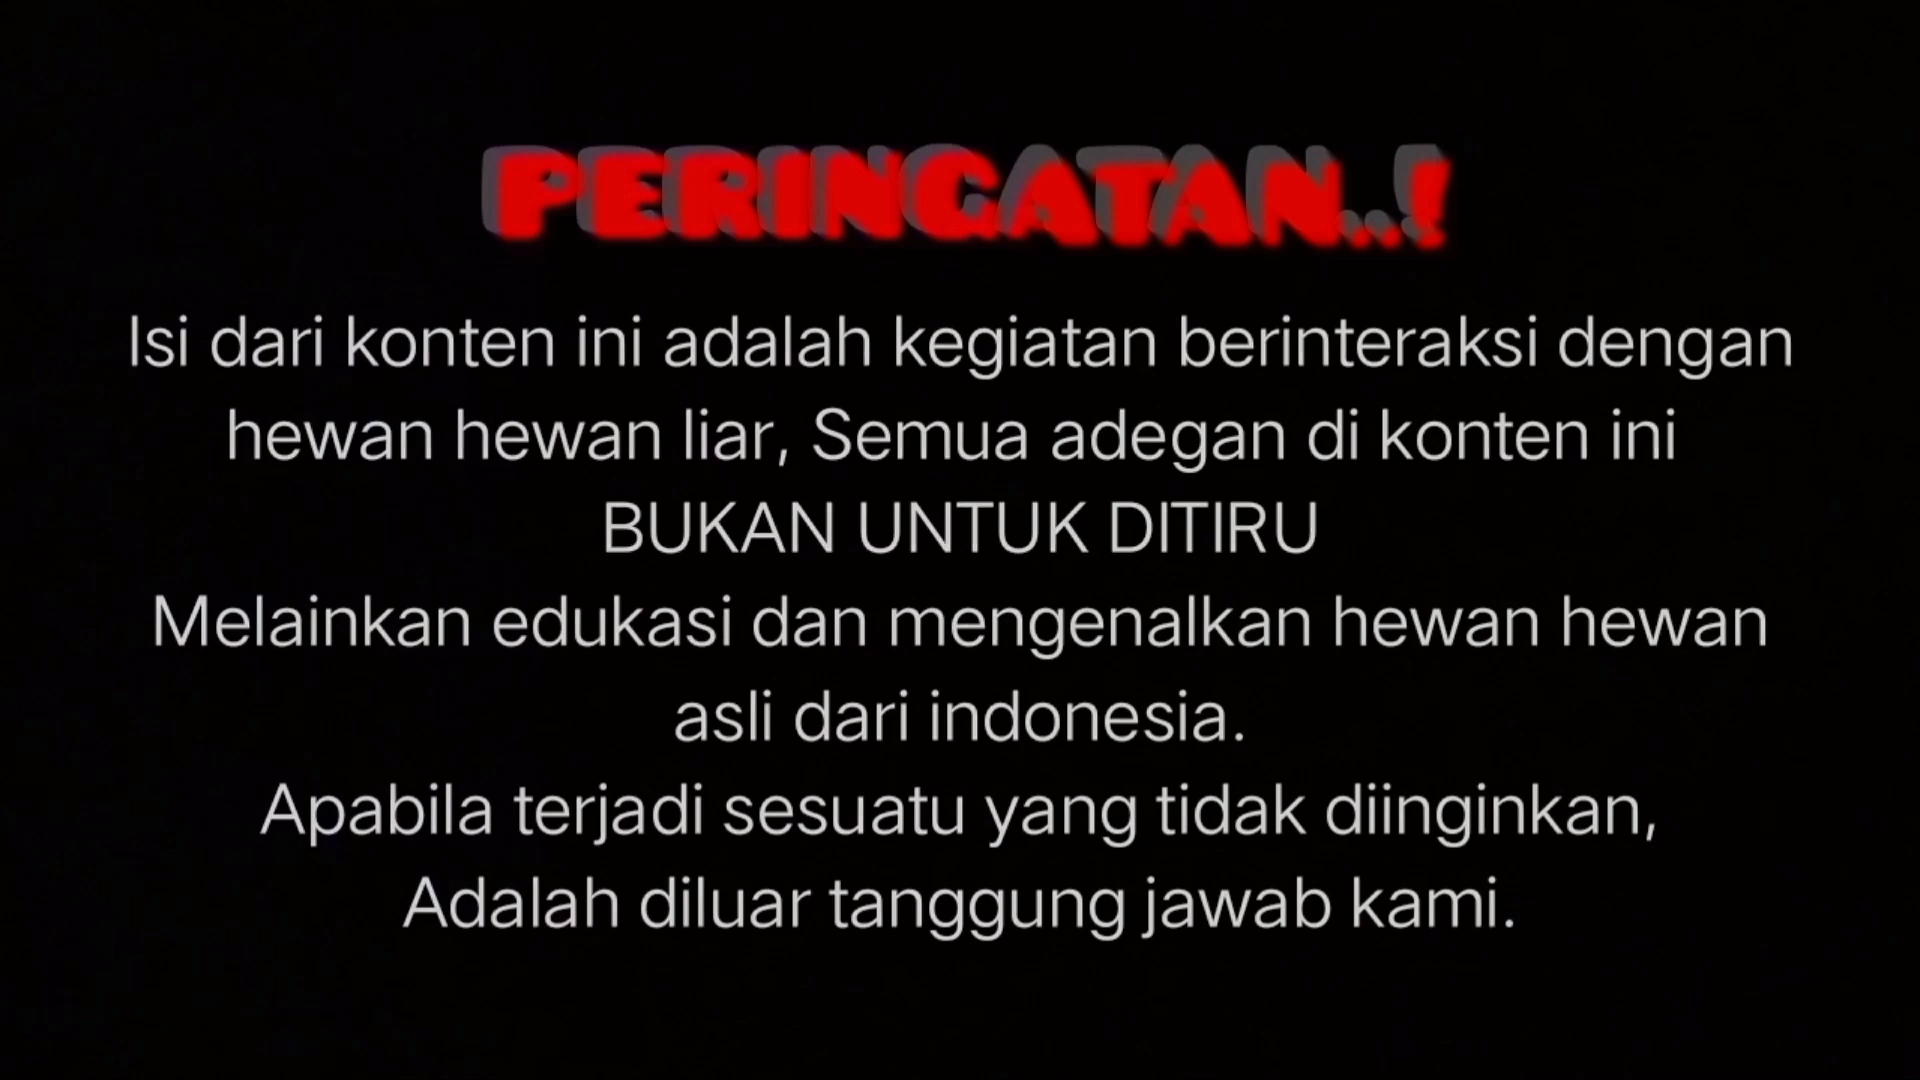 PERINGATAN..!
Isi dari konten ini adalah kegiatan berinteraksi dengan
hewan hewan liar, Semua adegan di konten ini
BUKAN UNTUK DITIRU
Melainkan edukasi dan mengenalkan hewan hewan
asli dari indonesia.
Apabila terjadi sesuatu yang tidak diinginkan,
Adalah diluar tanggung jawab kami.